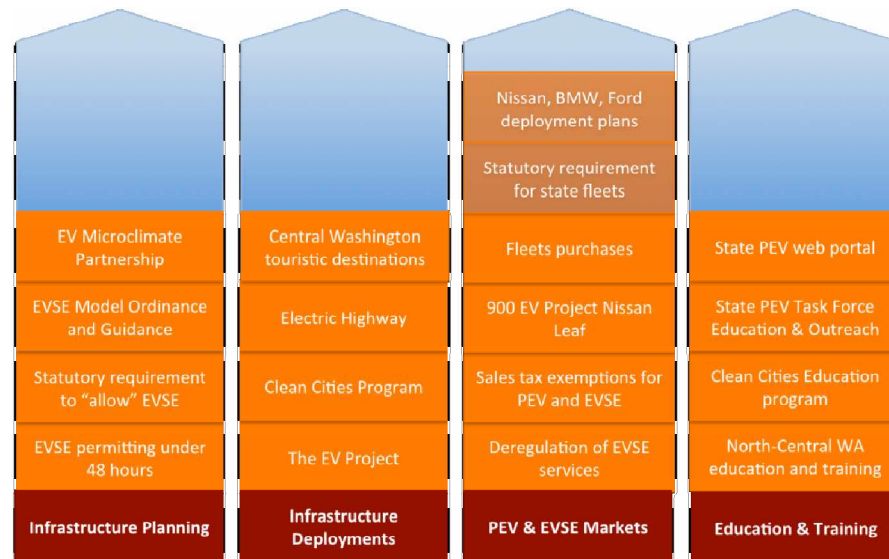 EV Microclimate
Partnership
EVSE Model Ordinance
and Guidance
Statutory requirement
to “allow” EVSE
EVSE permitting under
48 hours
Infrastructure Planning
Central Washington
touristic destinations
Electric Highway
Clean Cities Program
The EV Project
Infrastructure
Deployments
Nissan, BMW, Ford
deployment plans
Statutory requirement
for state fleets
Fleets purchases
900 EV Project Nissan
Leaf
Sales tax exemptions for
PEV and EVSE
Deregulation of EVSE
services
PEV & EVSE Markets
State PEV web portal
State PEV Task Force
Education & Outreach
Clean Cities Education
program
North-Central WA
education and training
Education & Training